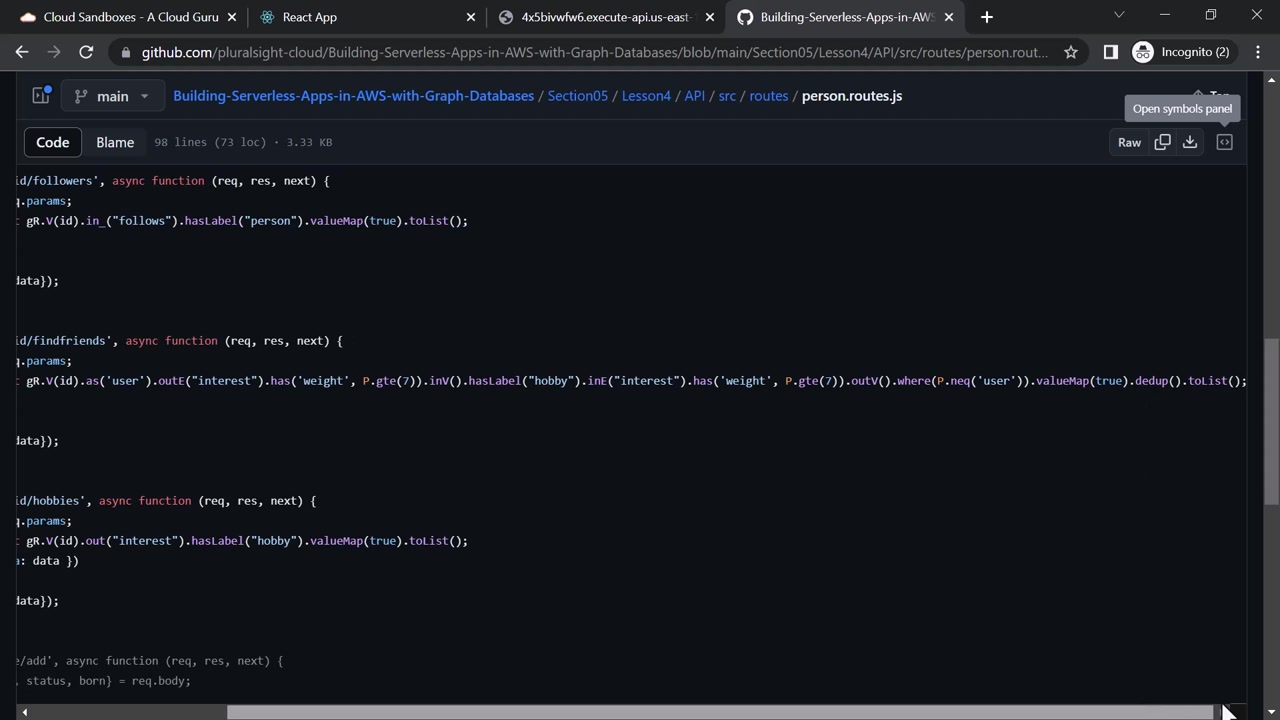 Cloud Sandboxes - A Cloud Guru
React App
4x5bivwfw6.execute-api.us-east-
Building-Serverless-Apps-in-AWS
github.com/pluralsight-cloud/Building-Serverless-Apps-in-AWS-with-Graph-Databases/blob/main/Section05/Lesson4/API/src/routes/person.rout...
Incognito (2)
main
Building-Serverless-Apps-in-AWS-with-Graph-Databases / Section05 / Lesson4 / API / src / routes / person.routes.js
Top
Open symbols panel
Code
Blame
98 lines (73 loc) · 3.33 KB
Raw
id/followers', async function (req, res, next) {
q.params;
gR.V(id).in_("follows").hasLabel("person").valueMap(true).toList();
data});
id/findfriends', async function (req, res, next) {
q.params;
gR.V(id).as('user').outE("interest").has('weight', P.gte(7)).inV().hasLabel("hobby").inE("interest").has('weight', P.gte(7)).outV().where(P.neq('user')).valueMap(true).dedup().toList();
data});
id/hobbies', async function (req, res, next) {
q.params;
gR.V(id).out("interest").hasLabel("hobby").valueMap(true).toList();
a: data })
data});
e/add', async function (req, res, next) {
, status, born} = req.body;